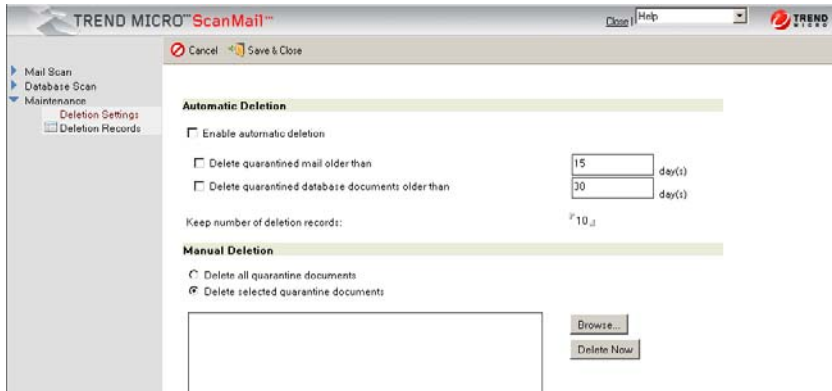 TREND MICRO™ ScanMail™
Close | Help
TREND MICRO
Cancel Save & Close
Mail Scan
Database Scan
Maintenance
Deletion Settings
Deletion Records
Automatic Deletion
Enable automatic deletion
Delete quarantined mail older than 15 day(s)
Delete quarantined database documents older than 30 day(s)
Keep number of deletion records: 10
Manual Deletion
Delete all quarantine documents
Delete selected quarantine documents
Browse...
Delete Now